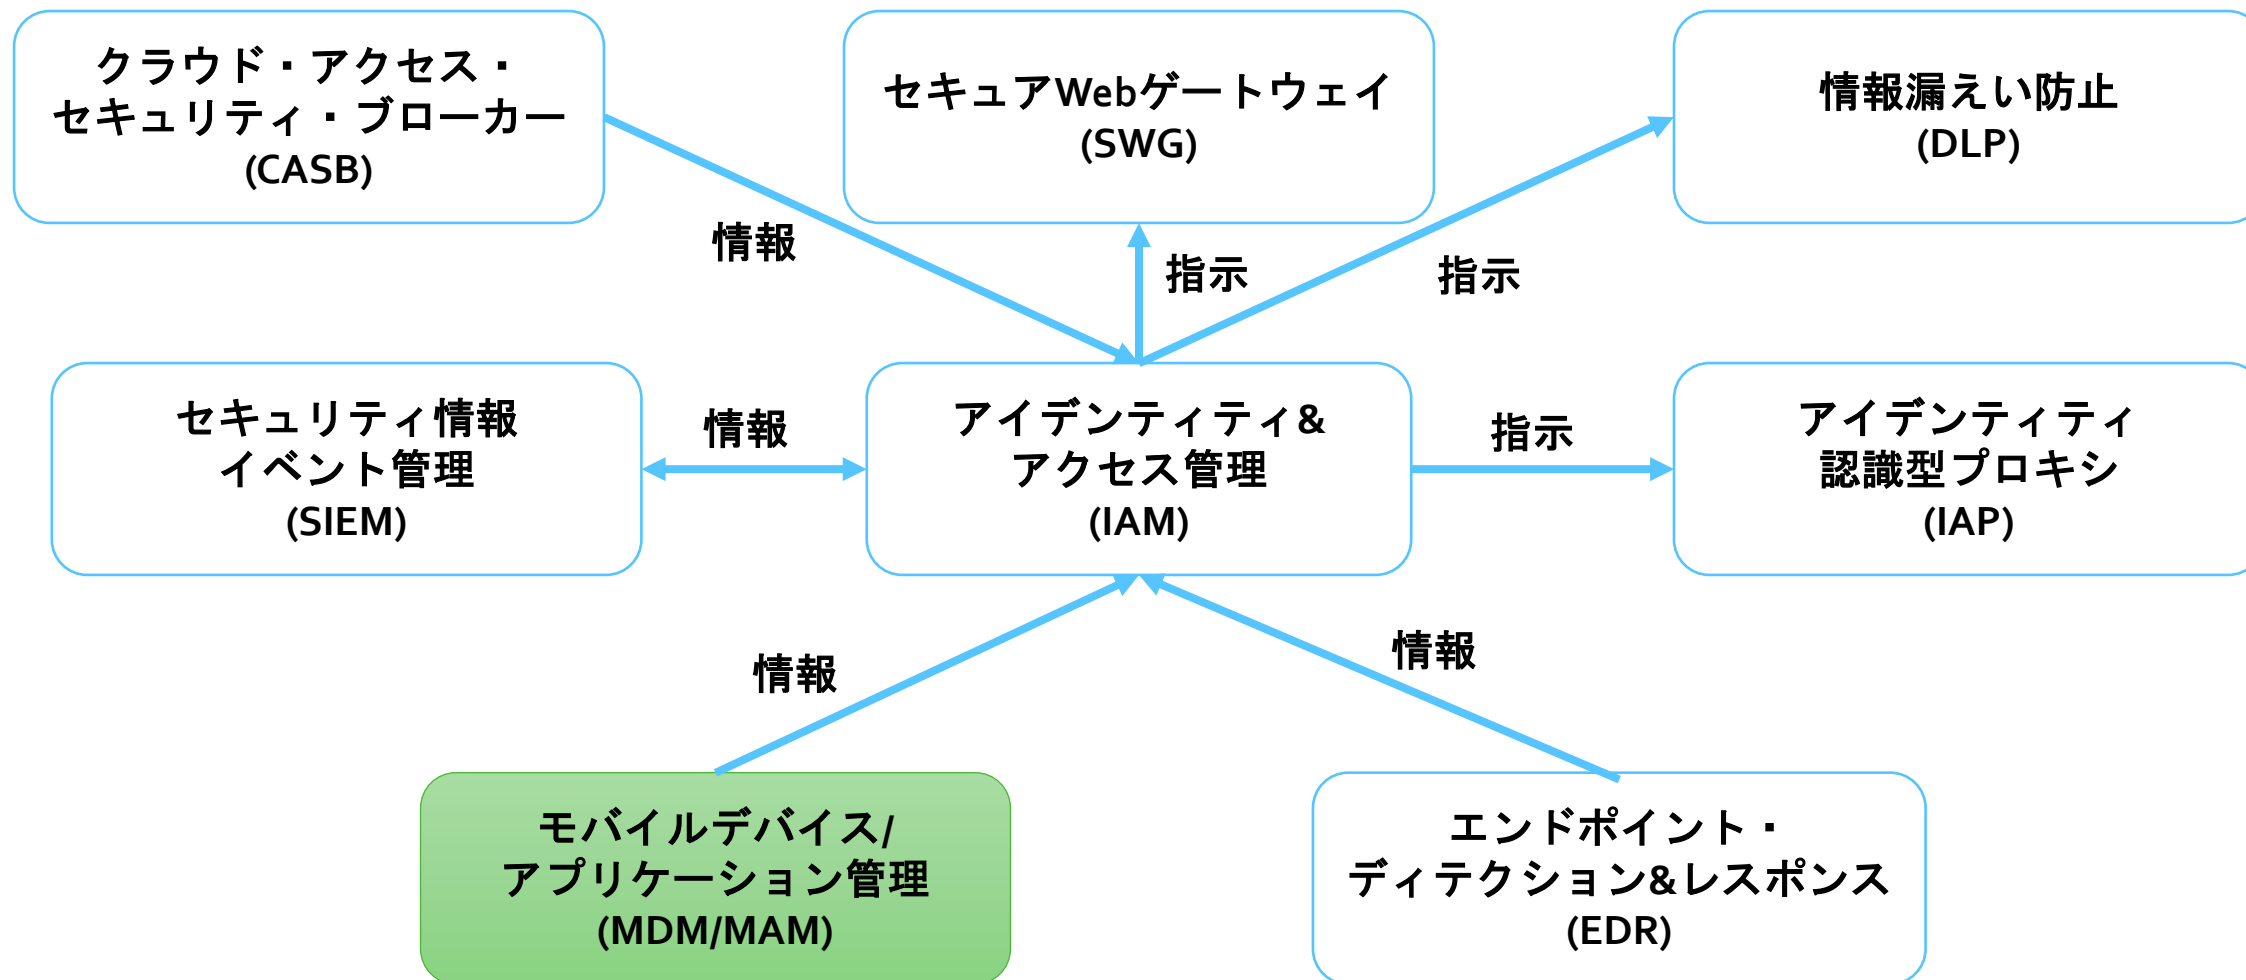 クラウド・アクセス・
セキュリティ・ブローカー
(CASB)
セキュアWebゲートウェイ
(SWG)
情報漏えい防止
(DLP)
情報
指示
指示
セキュリティ情報
イベント管理
(SIEM)
情報
アイデンティティ&
アクセス管理
(IAM)
指示
アイデンティティ
認識型プロキシ
(IAP)
情報
情報
モバイルデバイス/
アプリケーション管理
(MDM/MAM)
エンドポイント・
ディテクション&レスポンス
(EDR)